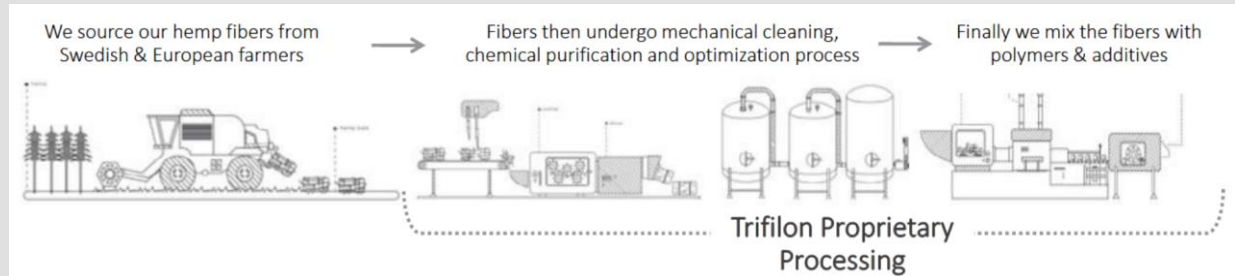 We source our hemp fibers from
Swedish & European farmers
Fibers then undergo mechanical cleaning,
chemical purification and optimization process
Finally we mix the fibers with
polymers & additives
Trifilon Proprietary
Processing